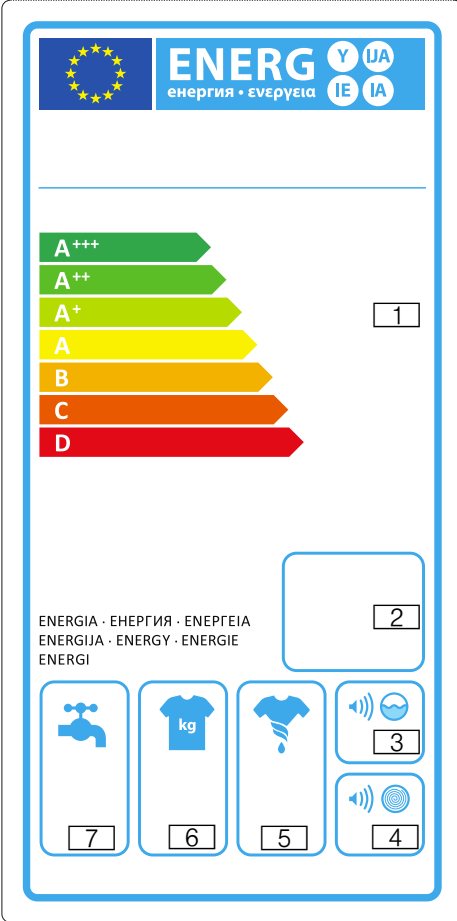 ENERG Y IJA
енергия · ενεργεια IE IA
A+++
A++
A+
1
A
B
C
D
ENERGIA · ЕНЕРГИЯ · ΕΝΕΡΓΕΙΑ
2
ENERGIJA · ENERGY · ENERGIE
ENERGI
kg
3
7
6
5
4